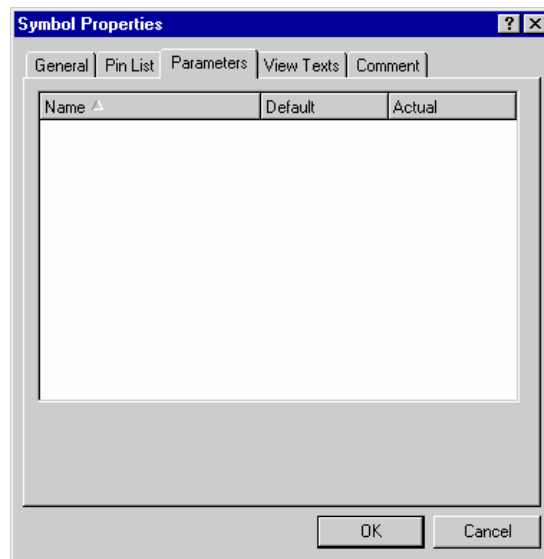 Symbol Properties
General Pin List Parameters View Texts Comment
Name Default Actual
OK Cancel